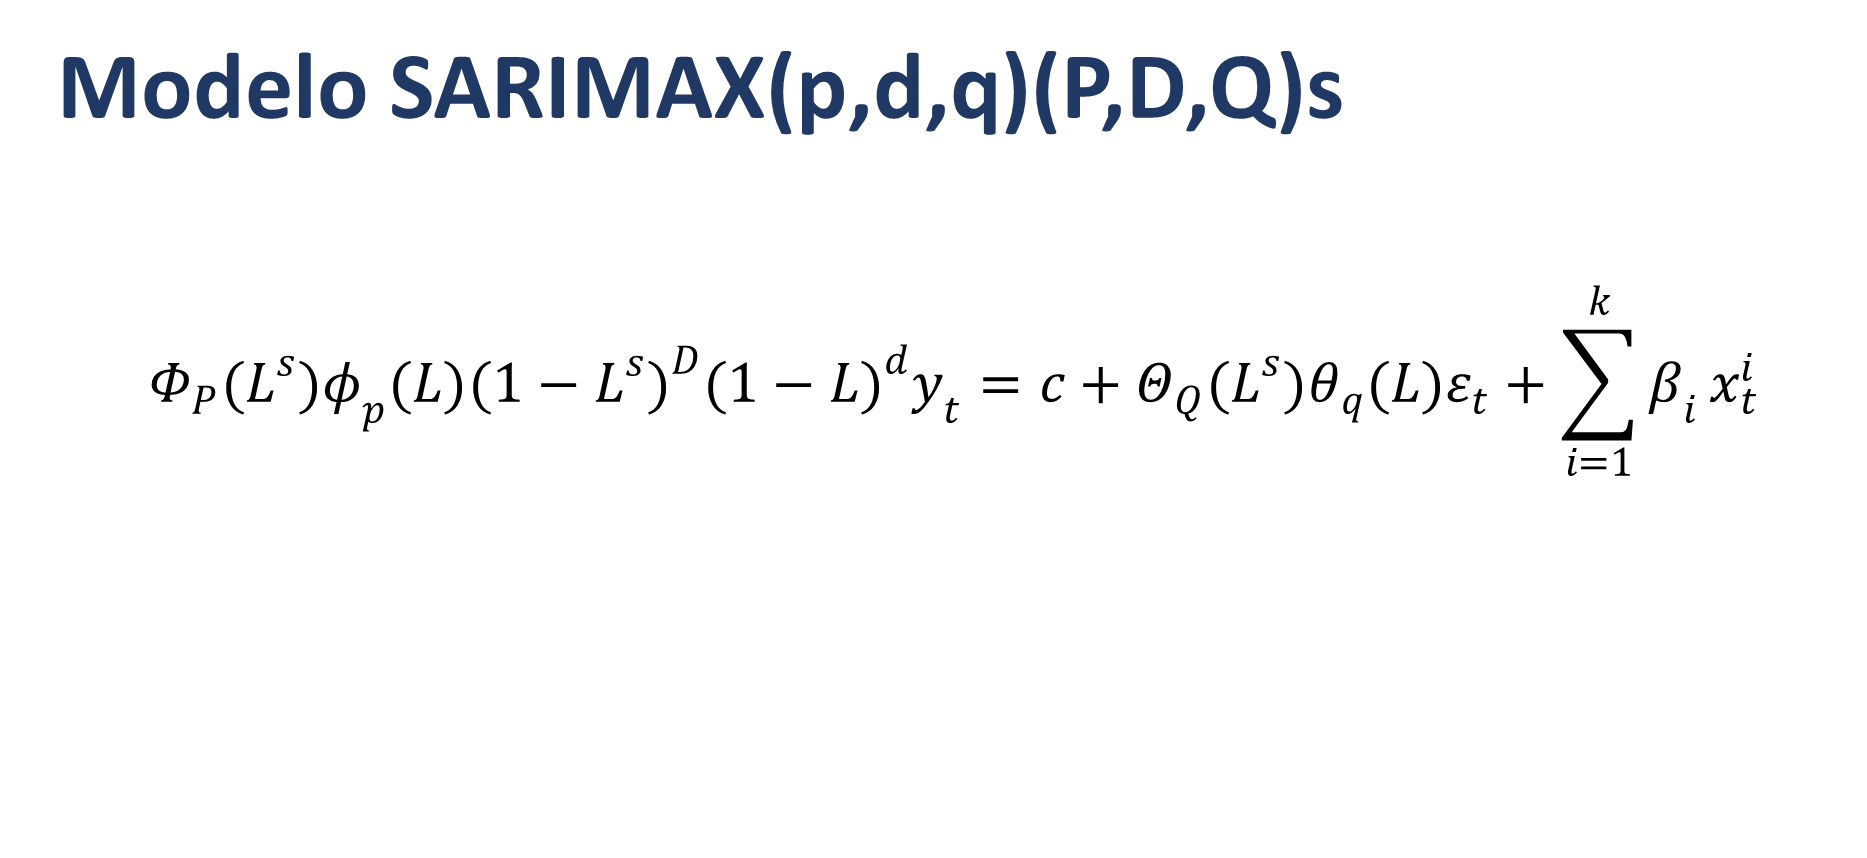 Modelo SARIMAX(p,d,q)(P,D,Q)s
𝛷_P(L^s)𝜙_p(L)(1 − L^s)^D(1 − L)^d y_t = c + 𝛩_Q(L^s)θ_q(L)ε_t + ∑_{i=1}^{k} β_i x_t^i